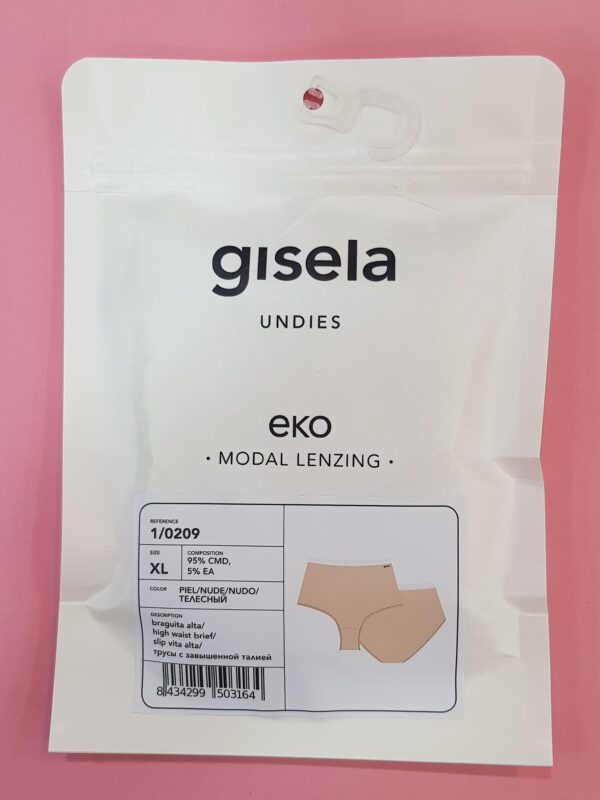 gisela
UNDIES
eko
• MODAL LENZING •
REFERENCE
1/0209
SIZE
XL
COMPOSITION
95% CMD,
5% EA
COLOR
PIEL/NUDE/NUDO/
ТЕЛЕСНЫЙ
DESCRIPTION
braguita alta/
high waist brief/
slip vita alta/
трусы с завышенной талией
8 434299 503164